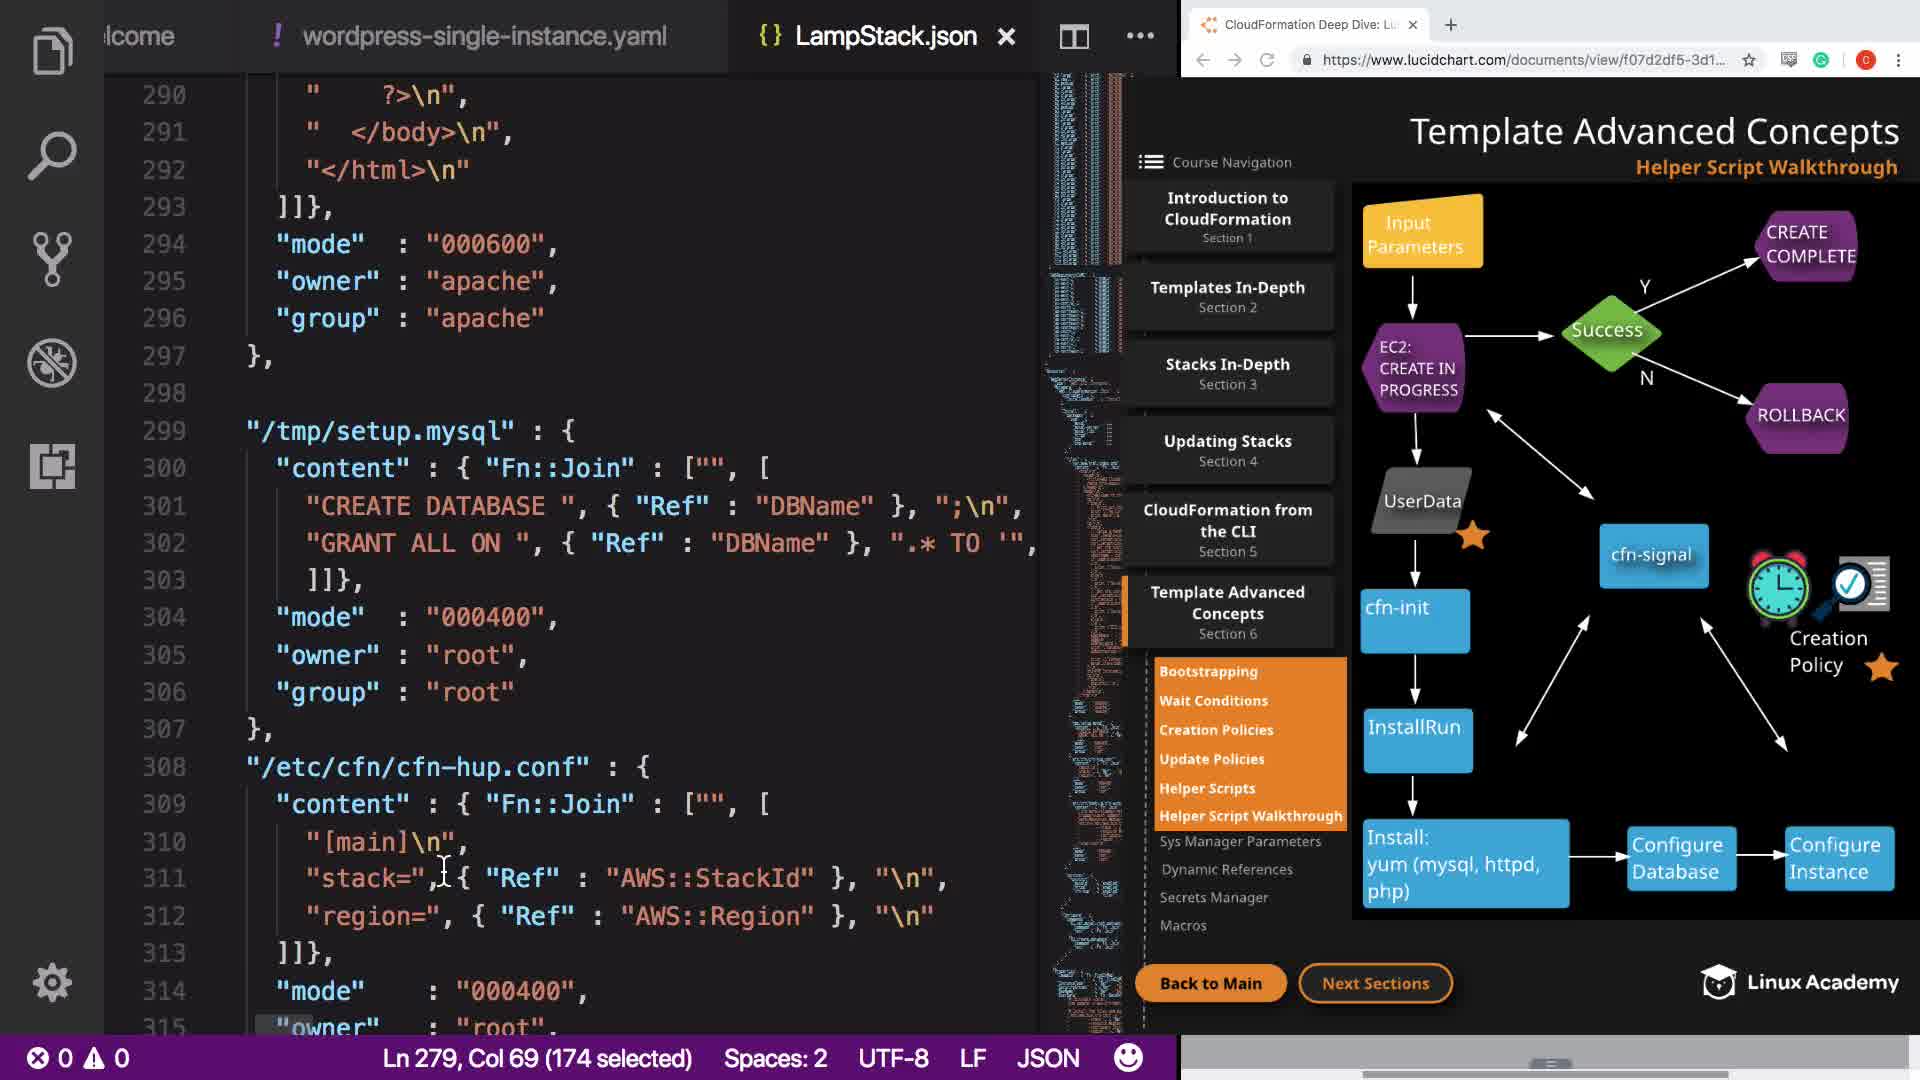 lcome
! wordpress-single-instance.yaml
{} LampStack.json
290 "     ?>\n",
291 "  </body>\n",
292 "</html>\n"
293 ]]},
294 "mode"  : "000600",
295 "owner" : "apache",
296 "group" : "apache"
297 },
298
299 "/tmp/setup.mysql" : {
300 "content" : { "Fn::Join" : ["", [
301 "CREATE DATABASE ", { "Ref" : "DBName" }, ";\n",
302 "GRANT ALL ON ", { "Ref" : "DBName" }, ".* TO '",
303 ]]},
304 "mode"  : "000400",
305 "owner" : "root",
306 "group" : "root"
307 },
308 "/etc/cfn/cfn-hup.conf" : {
309 "content" : { "Fn::Join" : ["", [
310 "[main]\n",
311 "stack=", { "Ref" : "AWS::StackId" }, "\n",
312 "region=", { "Ref" : "AWS::Region" }, "\n"
313 ]]},
314 "mode"    : "000400",
315 "owner"   : "root",
0 0
Ln 279, Col 69 (174 selected)
Spaces: 2
UTF-8
LF
JSON
CloudFormation Deep Dive: Lu
https://www.lucidchart.com/documents/view/f07d2df5-3d1...
C
Template Advanced Concepts
Helper Script Walkthrough
Course Navigation
Introduction to
CloudFormation
Section 1
Templates In-Depth
Section 2
Stacks In-Depth
Section 3
Updating Stacks
Section 4
CloudFormation from
the CLI
Section 5
Template Advanced
Concepts
Section 6
Bootstrapping
Wait Conditions
Creation Policies
Update Policies
Helper Scripts
Helper Script Walkthrough
Sys Manager Parameters
Dynamic References
Secrets Manager
Macros
Back to Main
Next Sections
Input
Parameters
EC2:
CREATE IN
PROGRESS
Success
Y
N
CREATE
COMPLETE
ROLLBACK
UserData
cfn-signal
cfn-init
Creation
Policy
InstallRun
Install:
yum (mysql, httpd,
php)
Configure
Database
Configure
Instance
Linux Academy